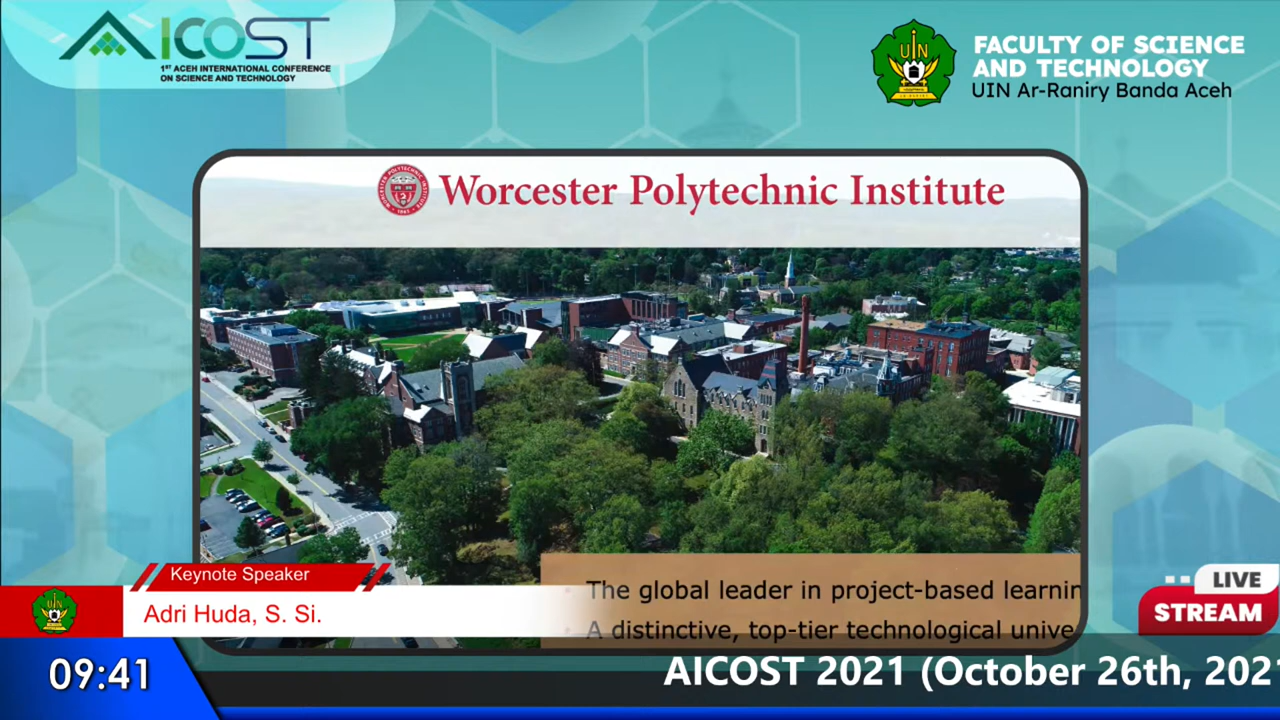 AICOST
1ST ACEH INTERNATIONAL CONFERENCE
ON SCIENCE AND TECHNOLOGY
UIN
FACULTY OF SCIENCE
AND TECHNOLOGY
UIN Ar-Raniry Banda Aceh
Worcester Polytechnic Institute
The global leader in project-based learnin
A distinctive, top-tier technological unive
Keynote Speaker
Adri Huda, S. Si.
UIN
LIVE
STREAM
09:41
AICOST 2021 (October 26th, 2021